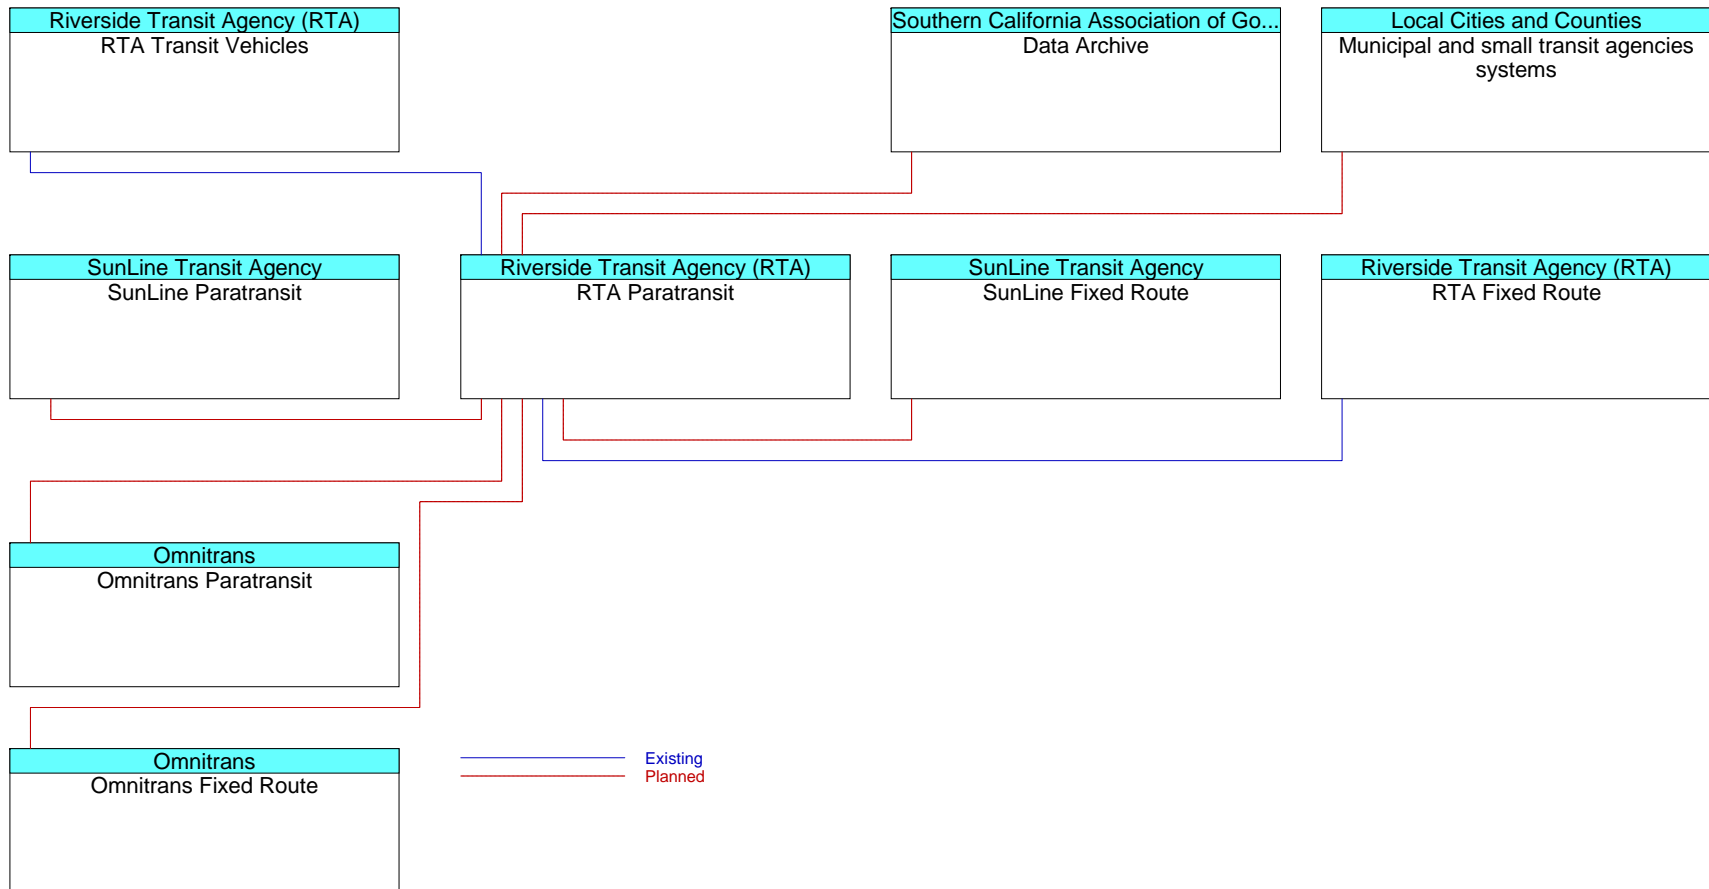 Riverside Transit Agency (RTA)
RTA Transit Vehicles
Southern California Association of Go...
Data Archive
Local Cities and Counties
Municipal and small transit agencies
systems
SunLine Transit Agency
SunLine Paratransit
Riverside Transit Agency (RTA)
RTA Paratransit
SunLine Transit Agency
SunLine Fixed Route
Riverside Transit Agency (RTA)
RTA Fixed Route
Omnitrans
Omnitrans Paratransit
Omnitrans
Omnitrans Fixed Route
Existing
Planned